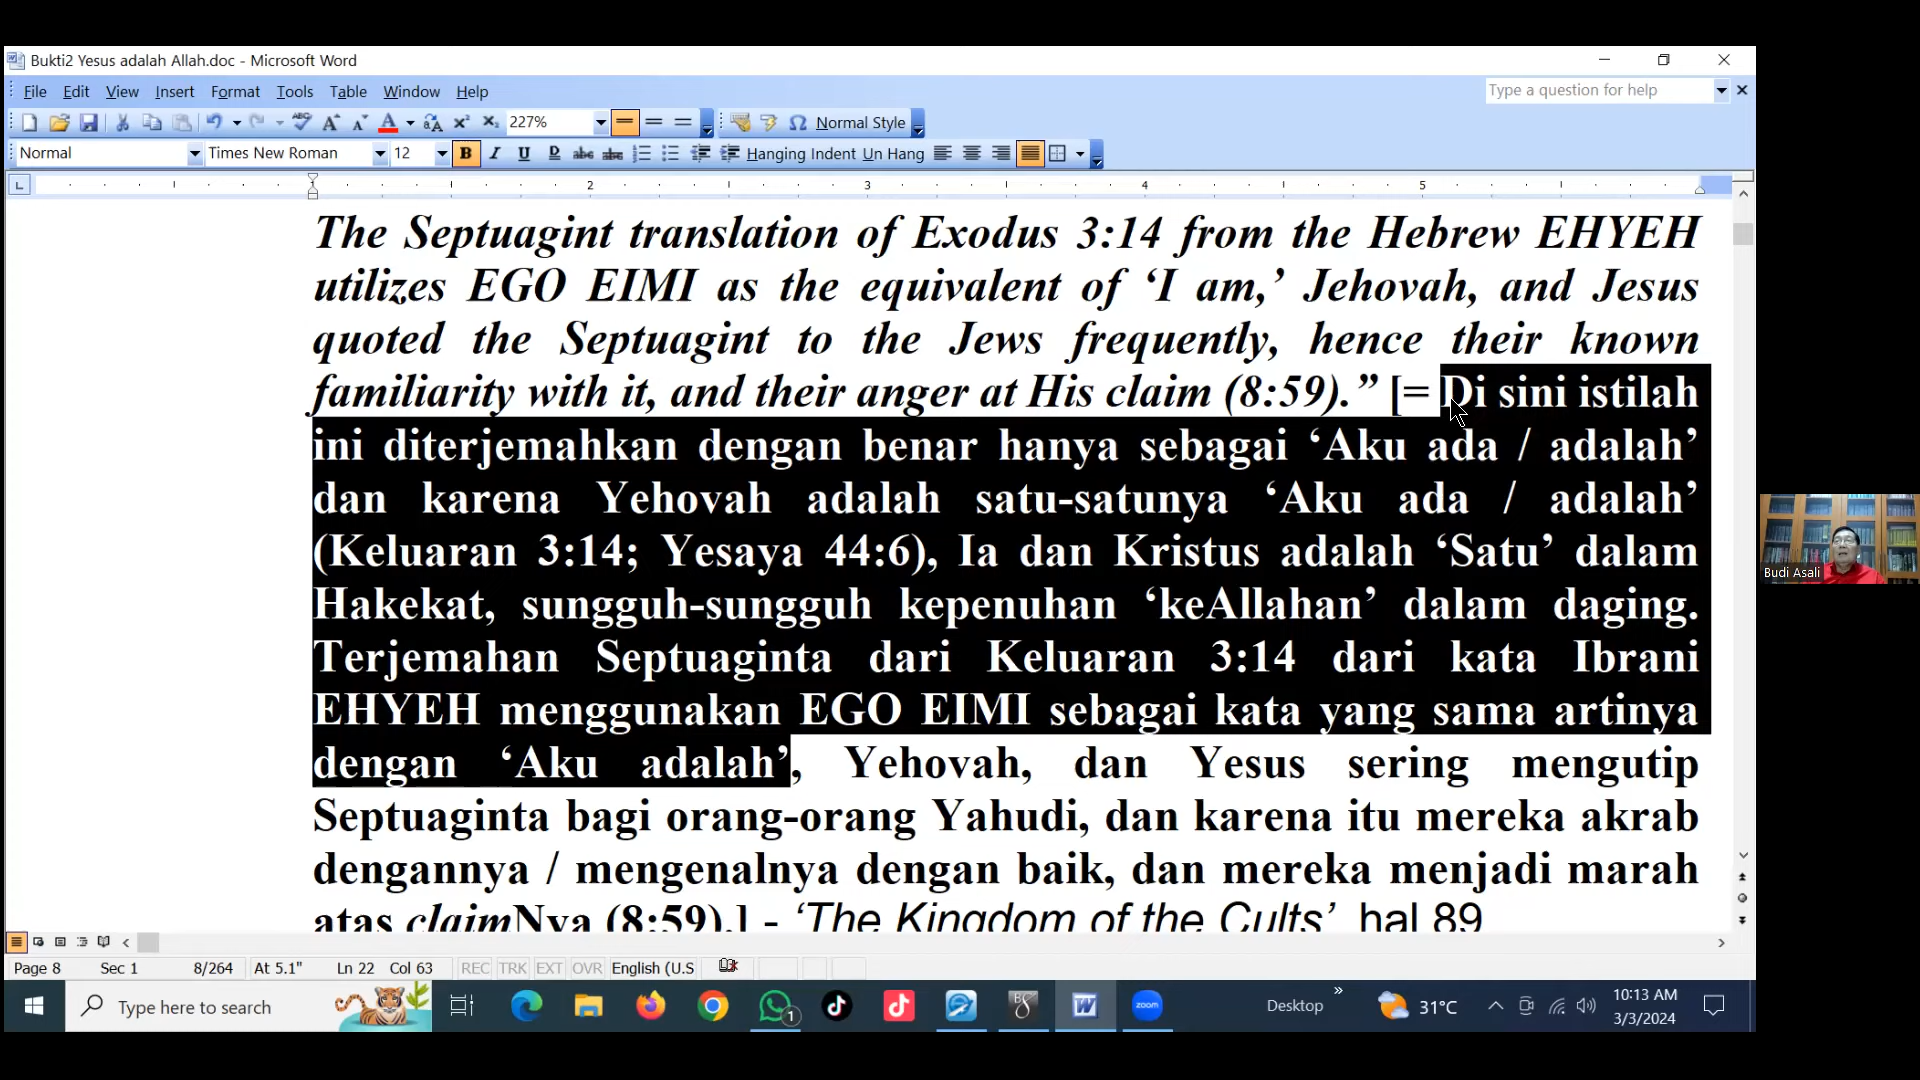 Bukti2 Yesus adalah Allah.doc - Microsoft Word
File Edit View Insert Format Tools Table Window Help
Type a question for help
227%
Normal Style
Normal
Times New Roman
12
Hanging Indent Un Hang
1 2 3 4 5
The Septuagint translation of Exodus 3:14 from the Hebrew EHYEH
utilizes EGO EIMI as the equivalent of ‘I am,’ Jehovah, and Jesus
quoted the Septuagint to the Jews frequently, hence their known
familiarity with it, and their anger at His claim (8:59).” [= Di sini istilah
ini diterjemahkan dengan benar hanya sebagai ‘Aku ada / adalah’
dan karena Yehovah adalah satu-satunya ‘Aku ada / adalah’
(Keluaran 3:14; Yesaya 44:6), Ia dan Kristus adalah ‘Satu’ dalam
Hakekat, sungguh-sungguh kepenuhan ‘keAllahan’ dalam daging.
Terjemahan Septuaginta dari Keluaran 3:14 dari kata Ibrani
EHYEH menggunakan EGO EIMI sebagai kata yang sama artinya
dengan ‘Aku adalah’, Yehovah, dan Yesus sering mengutip
Septuaginta bagi orang-orang Yahudi, dan karena itu mereka akrab
dengannya / mengenalnya dengan baik, dan mereka menjadi marah
atas claimNya (8:59).] - ‘The Kingdom of the Cults’ hal 89
Budi Asali
Page 8 Sec 1 8/264 At 5.1" Ln 22 Col 63 REC TRK EXT OVR English (U.S
Type here to search
1
zoom
Desktop
31°C
10:13 AM
3/3/2024